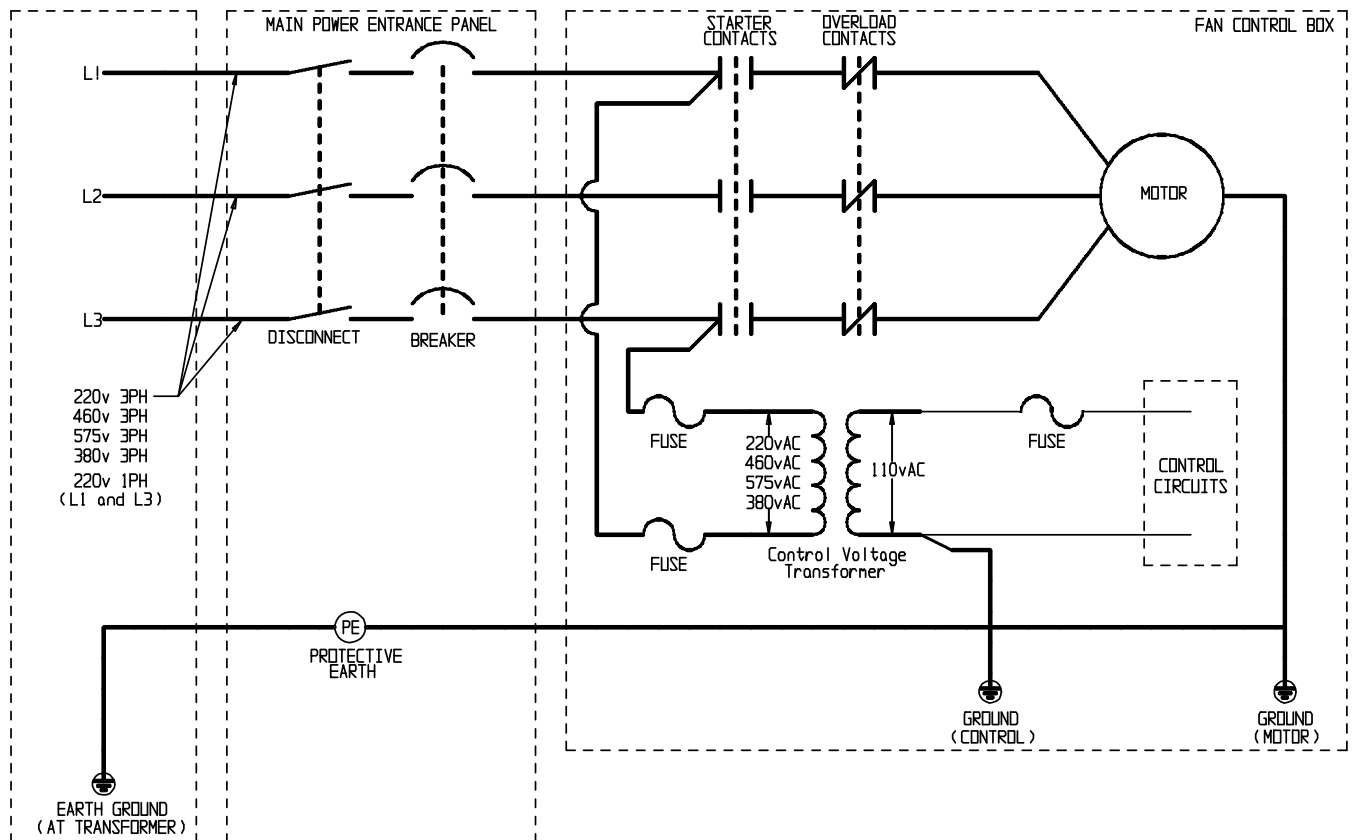 MAIN POWER ENTRANCE PANEL
STARTER
CONTACTS
OVERLOAD
CONTACTS
FAN CONTROL BOX
L1
L2
MOTOR
L3
DISCONNECT
BREAKER
220v 3PH
460v 3PH
575v 3PH
380v 3PH
220v 1PH
(L1 and L3)
FUSE
220vAC
460vAC
575vAC
380vAC
110vAC
FUSE
CONTROL
CIRCUITS
FUSE
Control Voltage
Transformer
PE
PROTECTIVE
EARTH
GROUND
(CONTROL)
GROUND
(MOTOR)
EARTH GROUND
(AT TRANSFORMER)